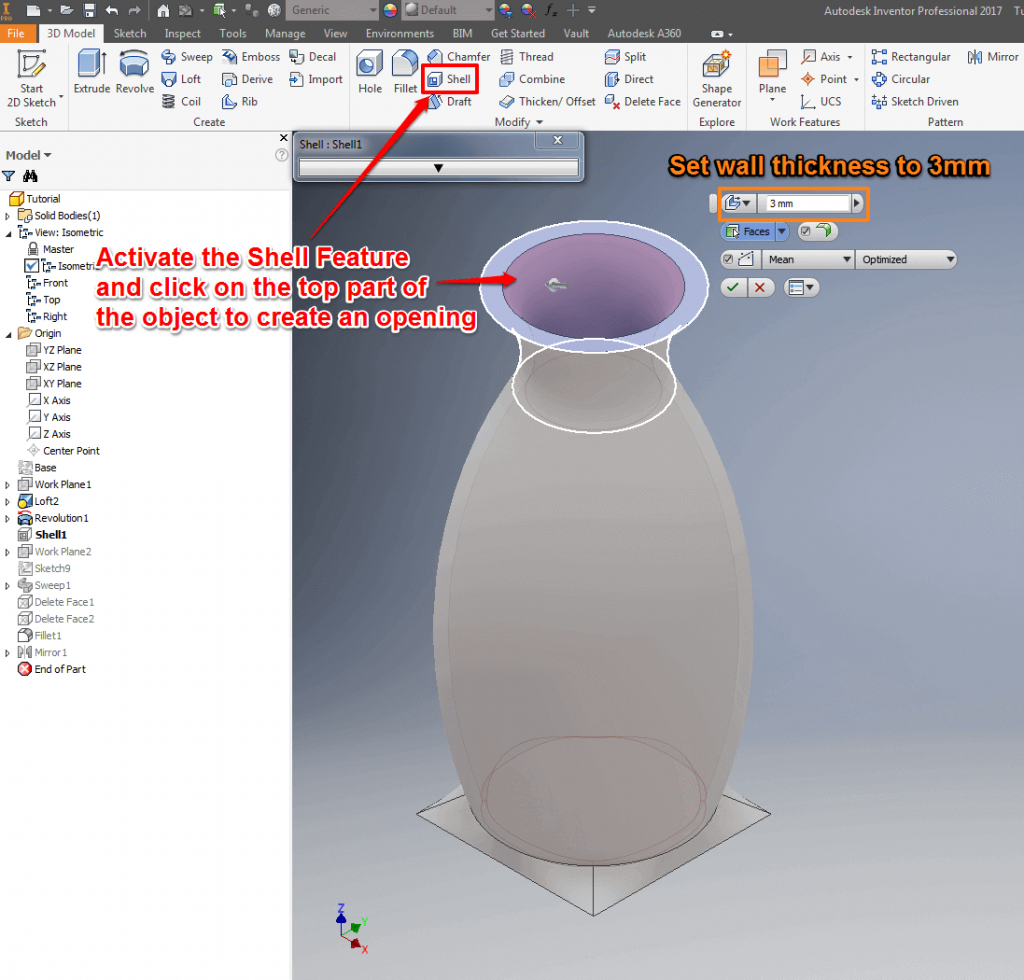 I
PRO
Generic
Default
fx
Autodesk Inventor Professional 2017 Tu
File 3D Model Sketch Inspect Tools Manage View Environments BIM Get Started Vault Autodesk A360
Start
2D Sketch
Sketch
Extrude
Revolve
Sweep
Emboss
Decal
Loft
Derive
Import
Coil
Rib
Create
Hole
Fillet
Chamfer
Thread
Split
Shell
Combine
Direct
Draft
Thicken/ Offset
Delete Face
Modify
Shape
Generator
Explore
Plane
Axis
Point
UCS
Work Features
Rectangular
Mirror
Circular
Sketch Driven
Pattern
Model
Tutorial
Solid Bodies(1)
View: Isometric
Master
Isometri
Front
Top
Right
Origin
YZ Plane
XZ Plane
XY Plane
X Axis
Y Axis
Z Axis
Center Point
Base
Work Plane1
Loft2
Revolution1
Shell1
Work Plane2
Sketch9
Sweep1
Delete Face1
Delete Face2
Fillet1
Mirror1
End of Part
Shell : Shell1
Set wall thickness to 3mm
3 mm
Faces
Mean
Optimized
Activate the Shell Feature
and click on the top part of
the object to create an opening
Z
Y
X